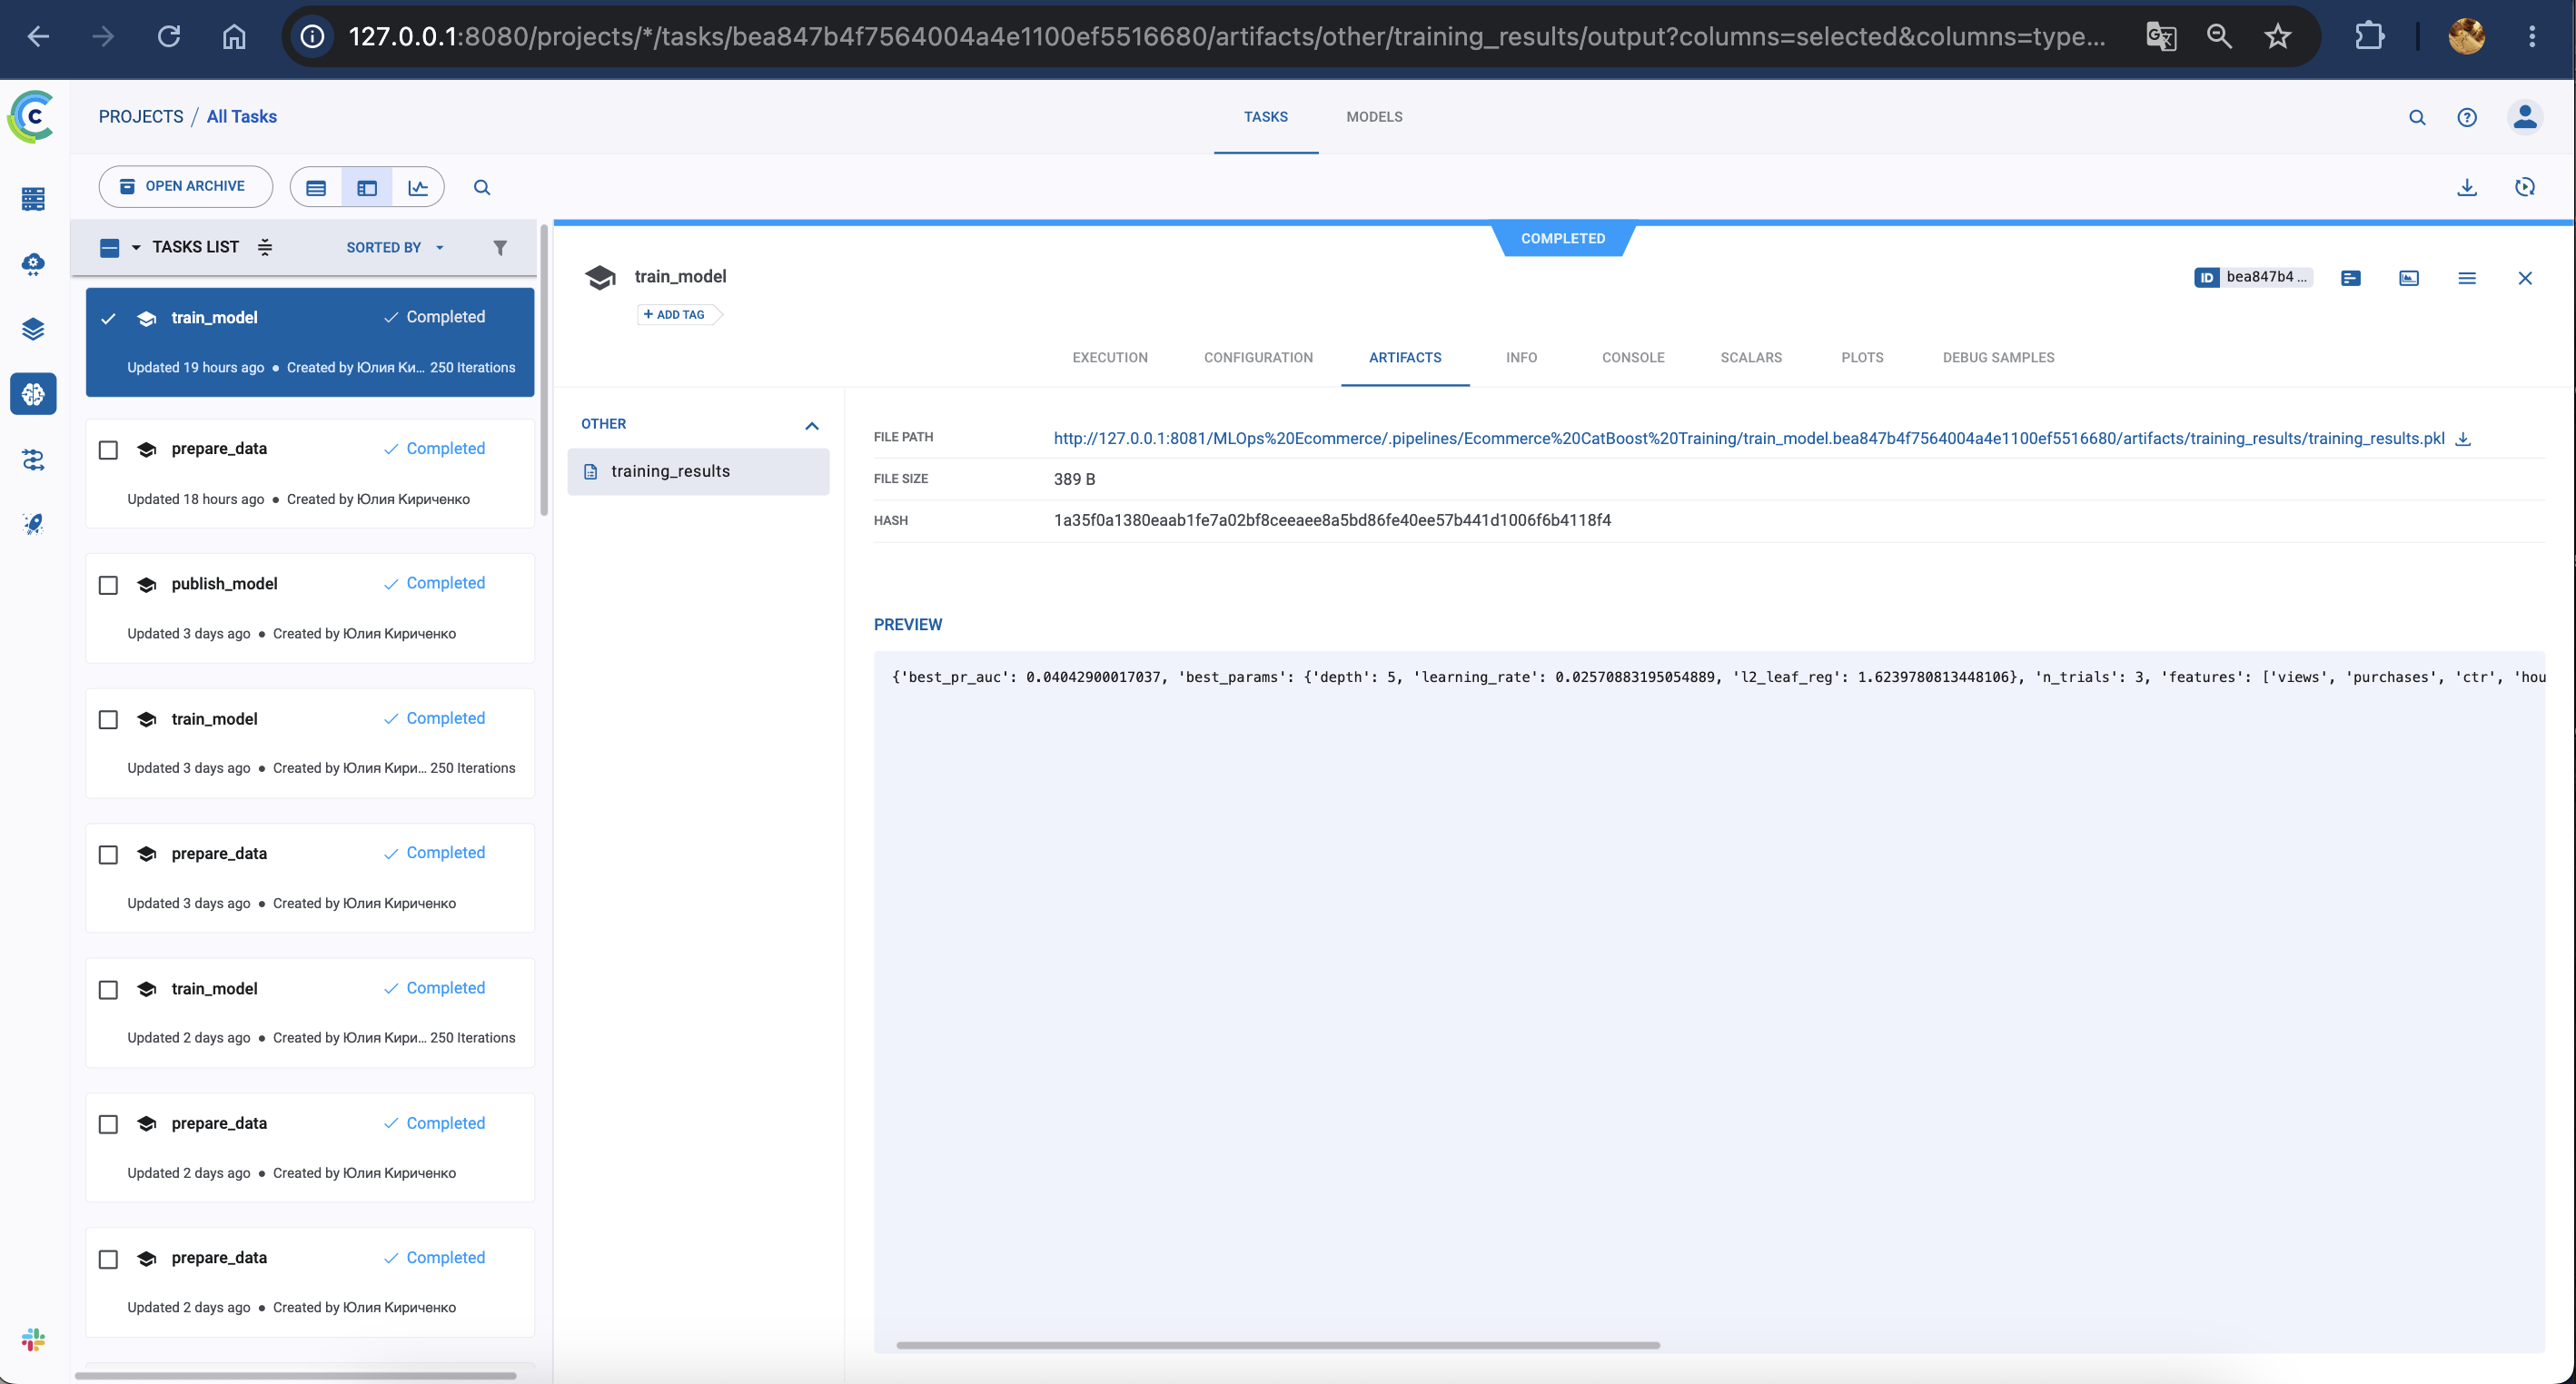 127.0.0.1:8080/projects/*/tasks/bea847b4f7564004a4e1100ef5516680/artifacts/other/training_results/output?columns=selected&columns=type...
PROJECTS / All Tasks
TASKS
MODELS
OPEN ARCHIVE
TASKS LIST
SORTED BY
train_model
Completed
Updated 19 hours ago ● Created by Юлия Ки... 250 Iterations
prepare_data
Completed
Updated 18 hours ago ● Created by Юлия Кириченко
publish_model
Completed
Updated 3 days ago ● Created by Юлия Кириченко
train_model
Completed
Updated 3 days ago ● Created by Юлия Кири... 250 Iterations
prepare_data
Completed
Updated 3 days ago ● Created by Юлия Кириченко
train_model
Completed
Updated 2 days ago ● Created by Юлия Кири... 250 Iterations
prepare_data
Completed
Updated 2 days ago ● Created by Юлия Кириченко
prepare_data
Completed
Updated 2 days ago ● Created by Юлия Кириченко
COMPLETED
train_model
+ ADD TAG
ID bea847b4 ...
EXECUTION
CONFIGURATION
ARTIFACTS
INFO
CONSOLE
SCALARS
PLOTS
DEBUG SAMPLES
OTHER
training_results
FILE PATH
http://127.0.0.1:8081/MLOps%20Ecommerce/.pipelines/Ecommerce%20CatBoost%20Training/train_model.bea847b4f7564004a4e1100ef5516680/artifacts/training_results/training_results.pkl
FILE SIZE
389 B
HASH
1a35f0a1380eaab1fe7a02bf8ceeaee8a5bd86fe40ee57b441d1006f6b4118f4
PREVIEW
{'best_pr_auc': 0.04042900017037, 'best_params': {'depth': 5, 'learning_rate': 0.02570883195054889, 'l2_leaf_reg': 1.6239780813448106}, 'n_trials': 3, 'features': ['views', 'purchases', 'ctr', 'hou